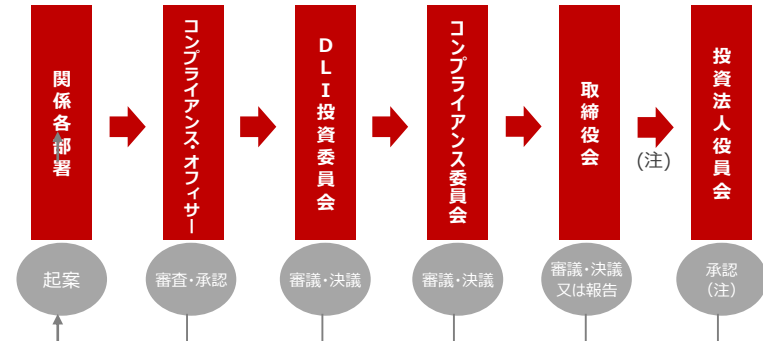 関係各部署
コンプライアンス・オフィサー
DLI投資委員会
コンプライアンス委員会
取締役会
(注)
投資法人役員会
起案
審査・承認
審議・決議
審議・決議
審議・決議
又は報告
承認
(注)